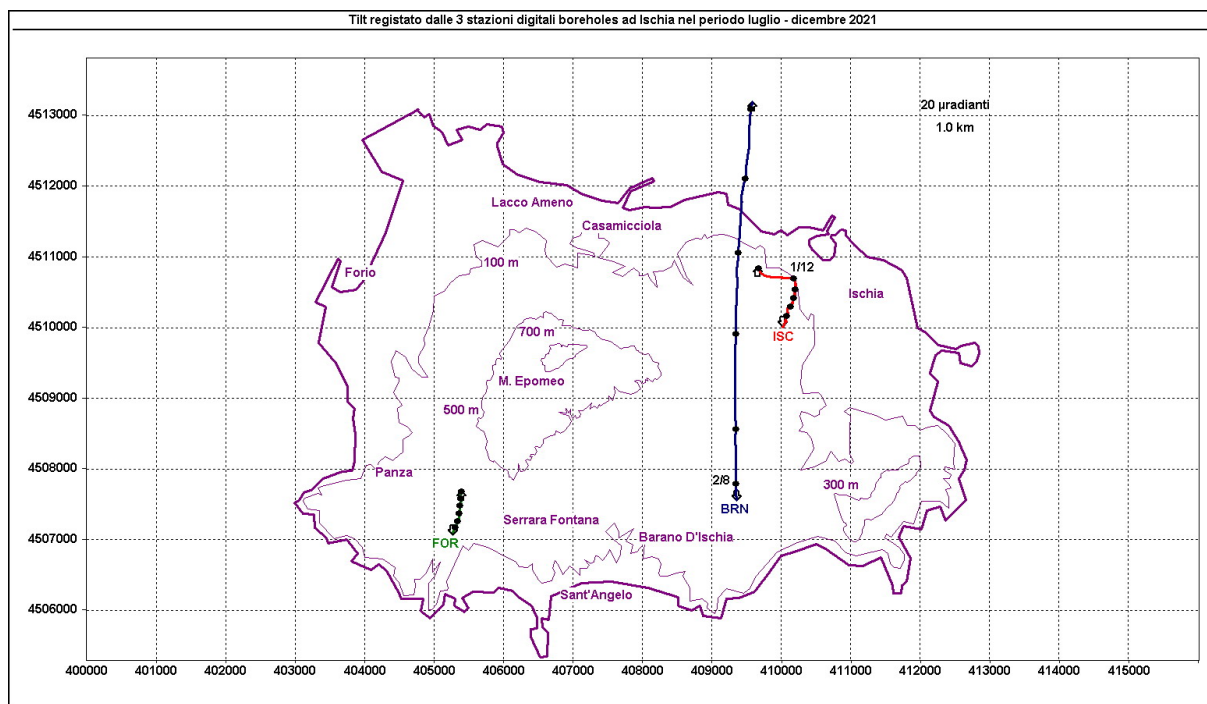 Tilt registato dalle 3 stazioni digitali boreholes ad Ischia nel periodo luglio - dicembre 2021
20 µradianti
1.0 km
4513000
4512000
4511000
4510000
4509000
4508000
4507000
4506000
Lacco Ameno
Casamicciola
100 m
Forio
1/12
Ischia
700 m
ISC
M. Epomeo
500 m
Panza
2/8
300 m
BRN
Serrara Fontana
Barano D'Ischia
FOR
Sant'Angelo
400000 401000 402000 403000 404000 405000 406000 407000 408000 409000 410000 411000 412000 413000 414000 415000